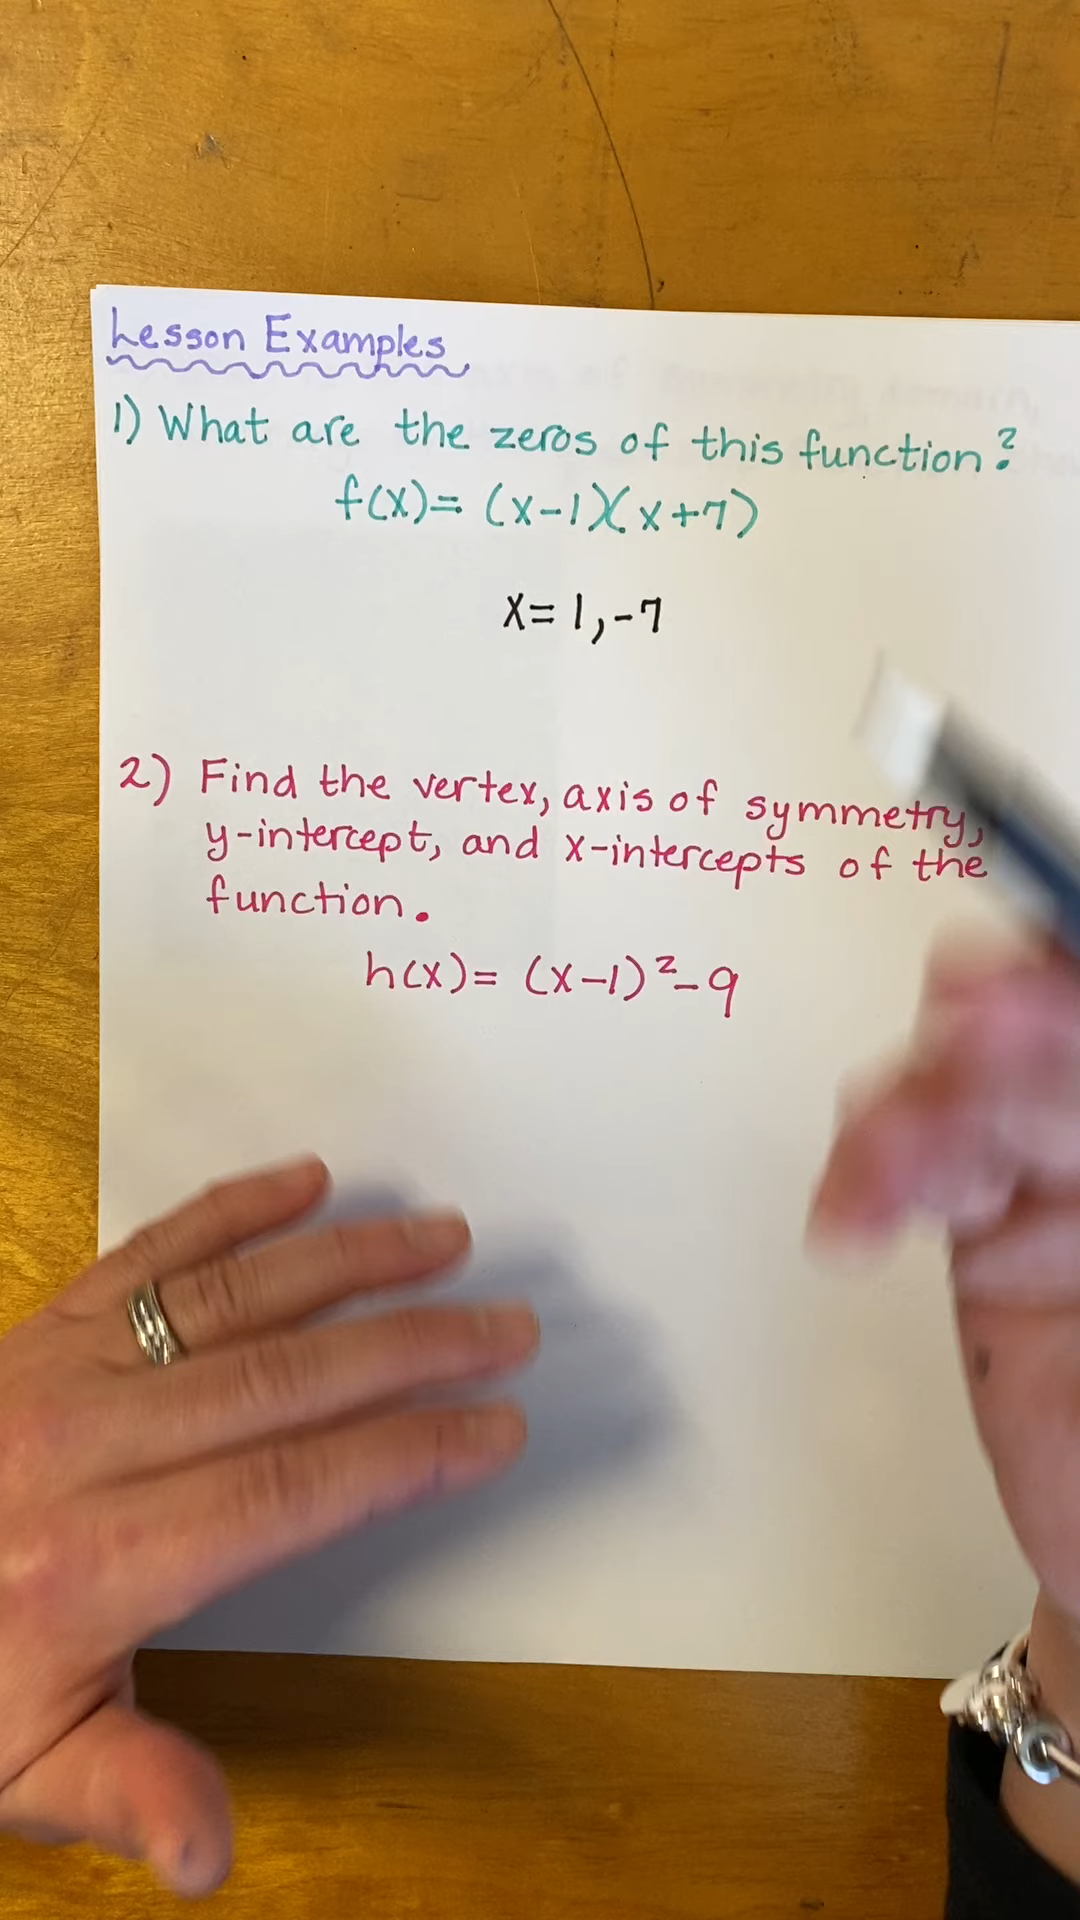 Lesson Examples
1) What are the zeros of this function?
f(x)= (x-1)(x+7)
x= 1,-7
2) Find the vertex, axis of symmetry,
y-intercept, and x-intercepts of the
function.
h(x)= (x-1)²-9